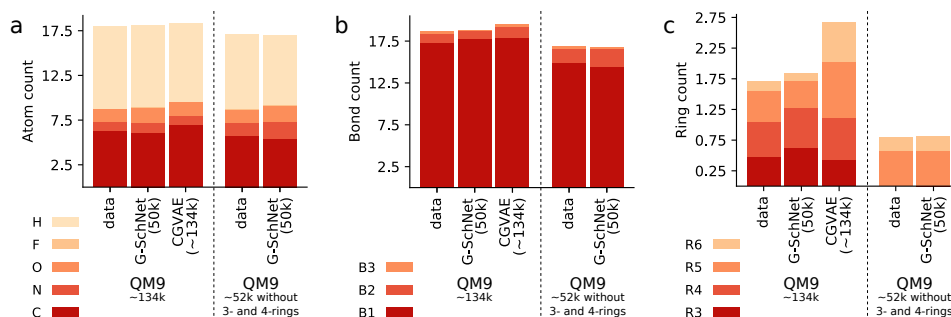 a
Atom count
17.5
12.5
7.5
2.5
data
G-SchNet
(50k)
CGVAE
(~134k)
data
G-SchNet
(50k)
H
F
O
N
C
QM9
~134k
QM9
~52k without
3- and 4-rings
b
Bond count
17.5
12.5
7.5
2.5
data
G-SchNet
(50k)
CGVAE
(~134k)
data
G-SchNet
(50k)
B3
B2
B1
QM9
~134k
QM9
~52k without
3- and 4-rings
c
Ring count
2.75
2.25
1.75
1.25
0.75
0.25
data
G-SchNet
(50k)
CGVAE
(~134k)
data
G-SchNet
(50k)
R6
R5
R4
R3
QM9
~134k
QM9
~52k without
3- and 4-rings